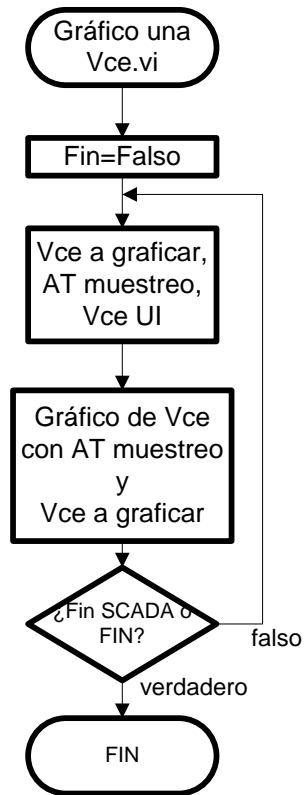 Gráfico una
Vce.vi
Fin=Falso
Vce a graficar,
AT muestreo,
Vce UI
Gráfico de Vce
con AT muestreo
y
Vce a graficar
¿Fin SCADA o
FIN?
falso
verdadero
FIN